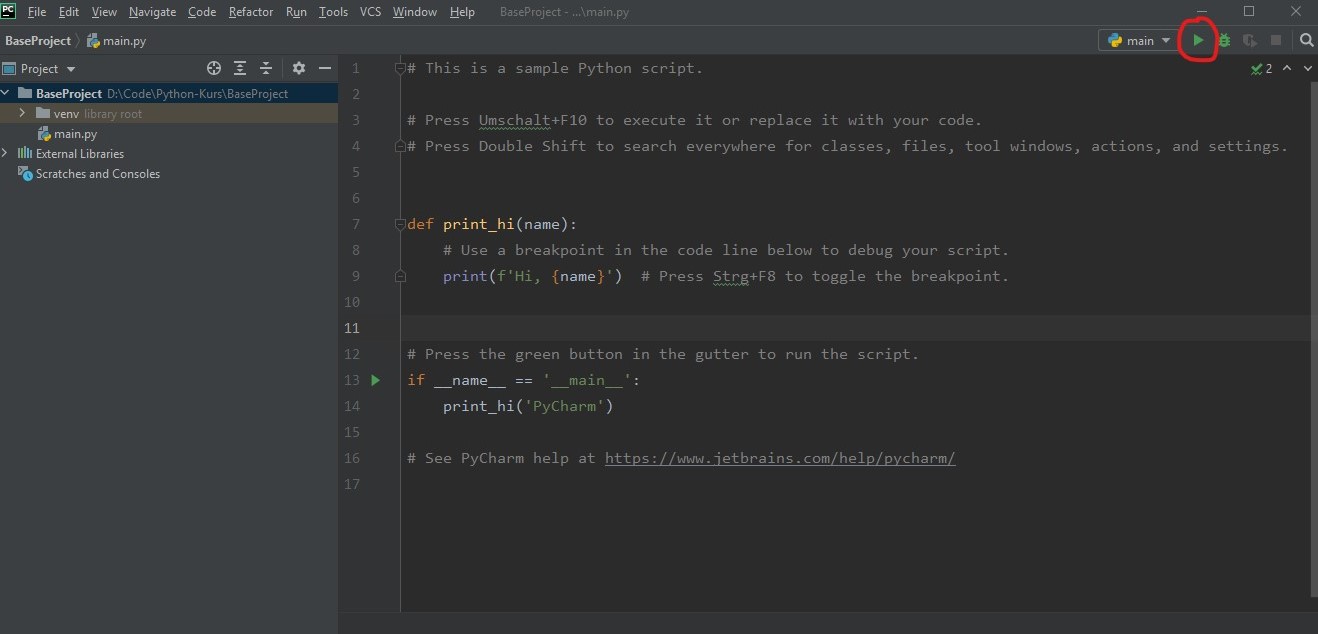 PC File Edit View Navigate Code Refactor Run Tools VCS Window Help BaseProject - ...\main.py
BaseProject main.py main
Project
BaseProject D:\Code\Python-Kurs\BaseProject
venv library root
main.py
External Libraries
Scratches and Consoles
2
1 # This is a sample Python script.
2
3 # Press Umschalt+F10 to execute it or replace it with your code.
4 # Press Double Shift to search everywhere for classes, files, tool windows, actions, and settings.
5
6
7 def print_hi(name):
8 # Use a breakpoint in the code line below to debug your script.
9 print(f'Hi, {name}') # Press Strg+F8 to toggle the breakpoint.
10
11
12 # Press the green button in the gutter to run the script.
13 if __name__ == '__main__':
14 print_hi('PyCharm')
15
16 # See PyCharm help at https://www.jetbrains.com/help/pycharm/
17